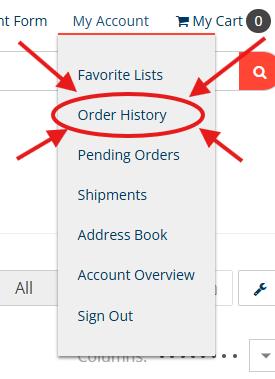 nt Form My Account My Cart 0
Favorite Lists
Order History
Pending Orders
Shipments
Address Book
All
Account Overview
Sign Out
Columns: